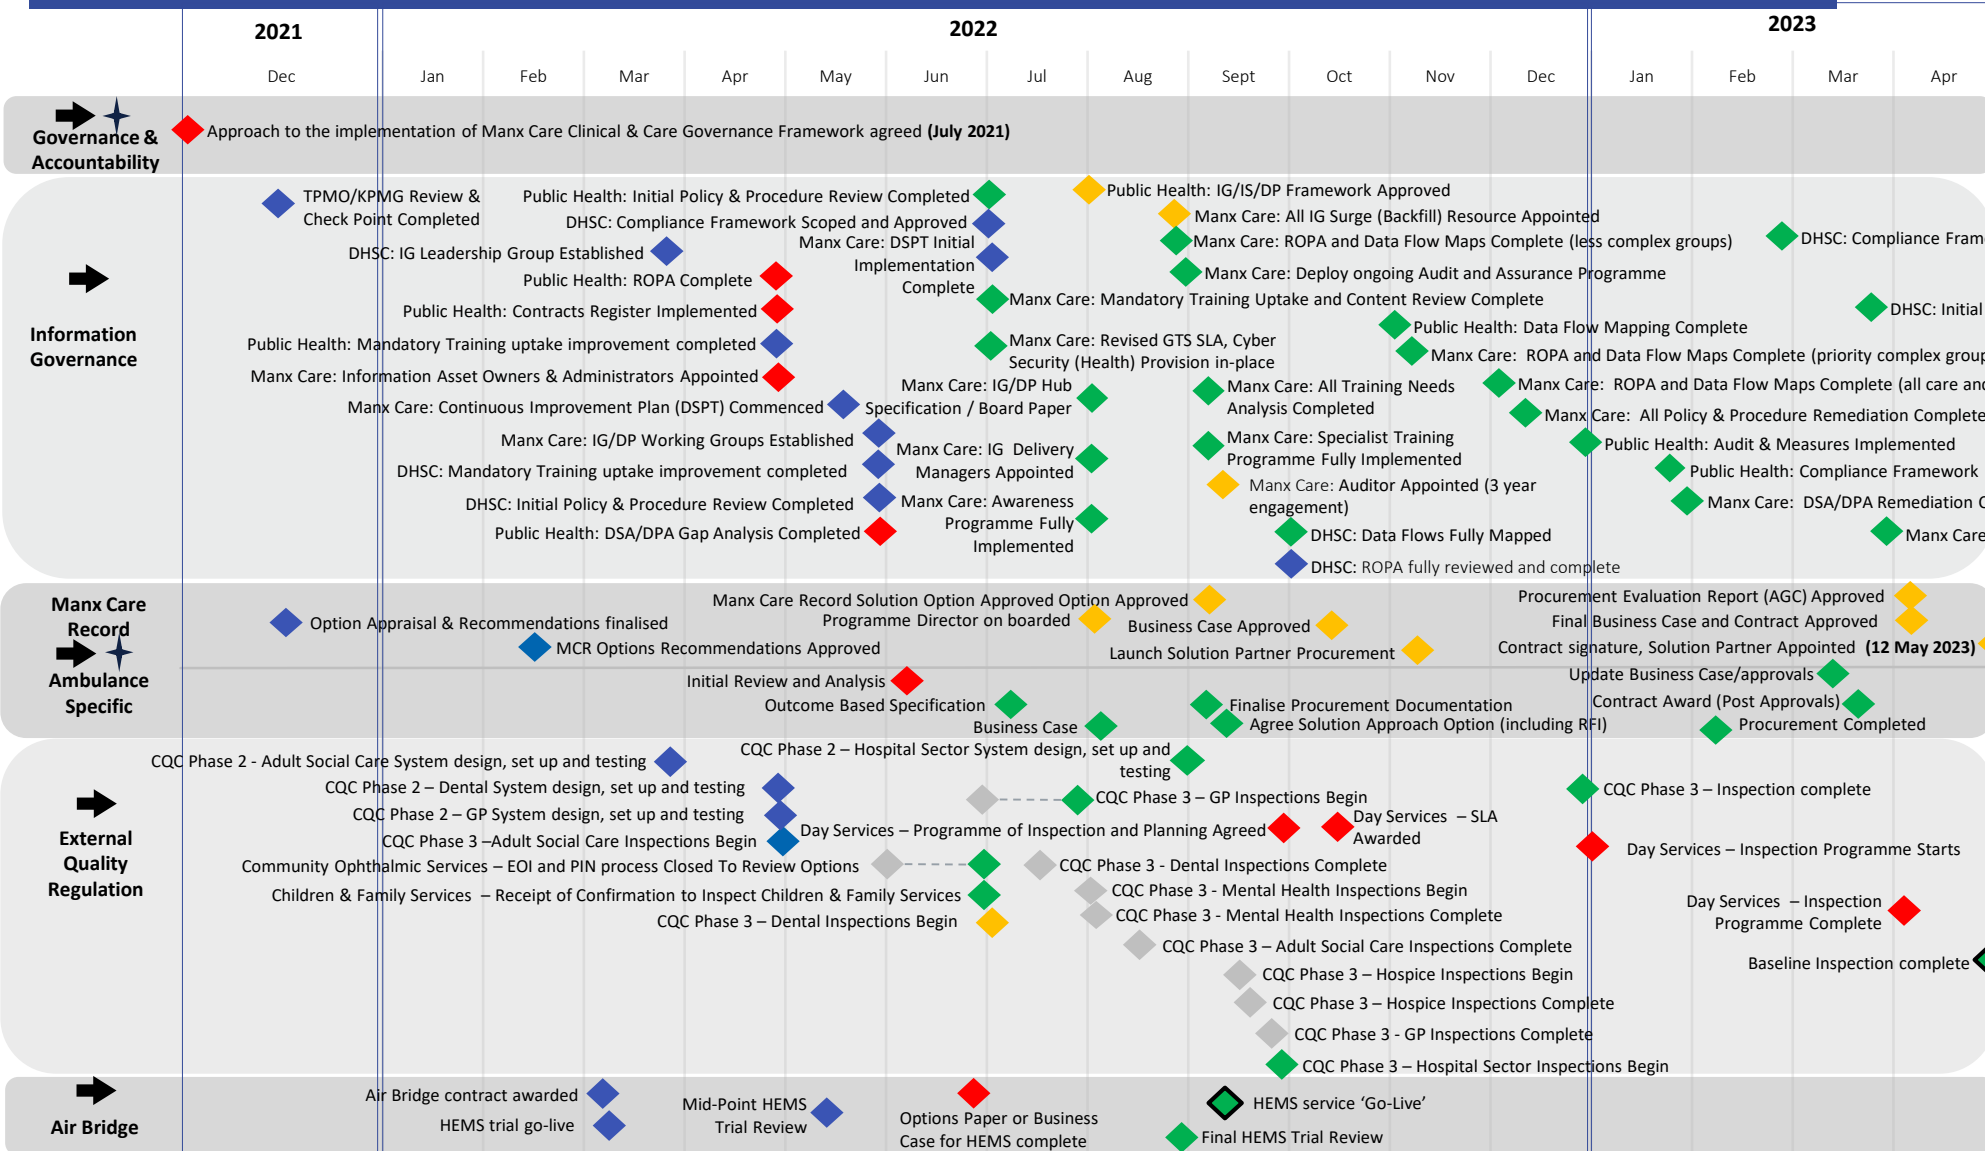 2021
2022
2023
Dec
Jan
Feb
Mar
Apr
May
Jun
Jul
Aug
Sept
Oct
Nov
Dec
Jan
Feb
Mar
Apr
Governance &
Accountability
Approach to the implementation of Manx Care Clinical & Care Governance Framework agreed (July 2021)
Information
Governance
TPMO/KPMG Review &
Check Point Completed
DHSC: IG Leadership Group Established
Public Health: ROPA Complete
Public Health: Contracts Register Implemented
Public Health: Mandatory Training uptake improvement completed
Manx Care: Information Asset Owners & Administrators Appointed
Manx Care: Continuous Improvement Plan (DSPT) Commenced
Manx Care: IG/DP Working Groups Established
DHSC: Mandatory Training uptake improvement completed
DHSC: Initial Policy & Procedure Review Completed
Public Health: DSA/DPA Gap Analysis Completed
Public Health: Initial Policy & Procedure Review Completed
DHSC: Compliance Framework Scoped and Approved
Manx Care: DSPT Initial
Implementation
Complete
Manx Care: Mandatory Training Uptake and Content Review Complete
Manx Care: Revised GTS SLA, Cyber
Security (Health) Provision in-place
Manx Care: IG/DP Hub
Specification / Board Paper
Manx Care: IG  Delivery
Managers Appointed
Manx Care: Awareness
Programme Fully
Implemented
Public Health: IG/IS/DP Framework Approved
Manx Care: All IG Surge (Backfill) Resource Appointed
Manx Care: ROPA and Data Flow Maps Complete (less complex groups)
Manx Care: Deploy ongoing Audit and Assurance Programme
Manx Care: All Training Needs
Analysis Completed
Manx Care: Specialist Training
Programme Fully Implemented
Manx Care: Auditor Appointed (3 year
engagement)
DHSC: Data Flows Fully Mapped
DHSC: ROPA fully reviewed and complete
Public Health: Data Flow Mapping Complete
Manx Care:  ROPA and Data Flow Maps Complete (priority complex group
Manx Care:  ROPA and Data Flow Maps Complete (all care and
Manx Care:  All Policy & Procedure Remediation Complete
Public Health: Audit & Measures Implemented
Public Health: Compliance Framework
Manx Care:  DSA/DPA Remediation
DHSC: Compliance Fram
DHSC: Initial
Manx Care
Manx Care
Record
Ambulance
Specific
Option Appraisal & Recommendations finalised
MCR Options Recommendations Approved
Manx Care Record Solution Option Approved Option Approved
Programme Director on boarded
Business Case Approved
Launch Solution Partner Procurement
Procurement Evaluation Report (AGC) Approved
Final Business Case and Contract Approved
Contract signature, Solution Partner Appointed  (12 May 2023)
Initial Review and Analysis
Outcome Based Specification
Business Case
Finalise Procurement Documentation
Agree Solution Approach Option (including RFI)
Update Business Case/approvals
Contract Award (Post Approvals)
Procurement Completed
External
Quality
Regulation
CQC Phase 2 - Adult Social Care System design, set up and testing
CQC Phase 2 – Dental System design, set up and testing
CQC Phase 2 – GP System design, set up and testing
CQC Phase 3 –Adult Social Care Inspections Begin
Community Ophthalmic Services – EOI and PIN process Closed To Review Options
Children & Family Services  – Receipt of Confirmation to Inspect Children & Family Services
CQC Phase 3 – Dental Inspections Begin
CQC Phase 2 – Hospital Sector System design, set up and
testing
CQC Phase 3 – GP Inspections Begin
Day Services – Programme of Inspection and Planning Agreed
Day Services  – SLA
Awarded
CQC Phase 3 - Dental Inspections Complete
CQC Phase 3 - Mental Health Inspections Begin
CQC Phase 3 - Mental Health Inspections Complete
CQC Phase 3 – Adult Social Care Inspections Complete
CQC Phase 3 – Hospice Inspections Begin
CQC Phase 3 – Hospice Inspections Complete
CQC Phase 3 - GP Inspections Complete
CQC Phase 3 – Hospital Sector Inspections Begin
CQC Phase 3 – Inspection complete
Day Services – Inspection Programme Starts
Day Services  – Inspection
Programme Complete
Baseline Inspection complete
Air Bridge
Air Bridge contract awarded
HEMS trial go-live
Mid-Point HEMS
Trial Review
Options Paper or Business
Case for HEMS complete
HEMS service ‘Go-Live’
Final HEMS Trial Review